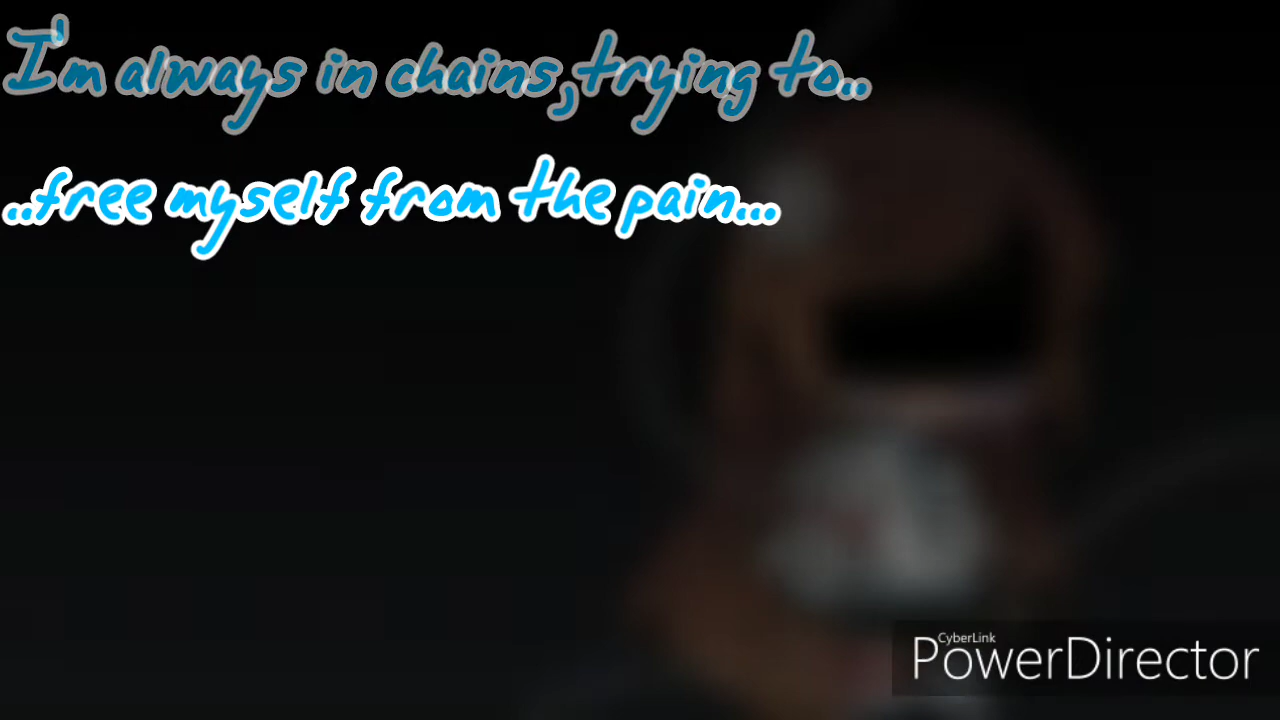 I'm always in chains,trying to..
..free myself from the pain...
CyberLink
PowerDirector